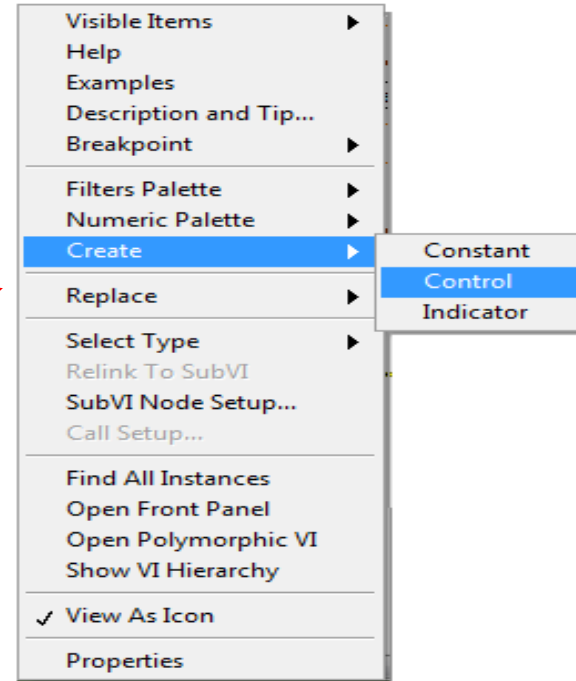 Visible Items
Help
Examples
Description and Tip...
Breakpoint
Filters Palette
Numeric Palette
Create
Constant
Control
Indicator
Replace
Select Type
Relink To SubVI
SubVI Node Setup...
Call Setup...
Find All Instances
Open Front Panel
Open Polymorphic VI
Show VI Hierarchy
View As Icon
Properties